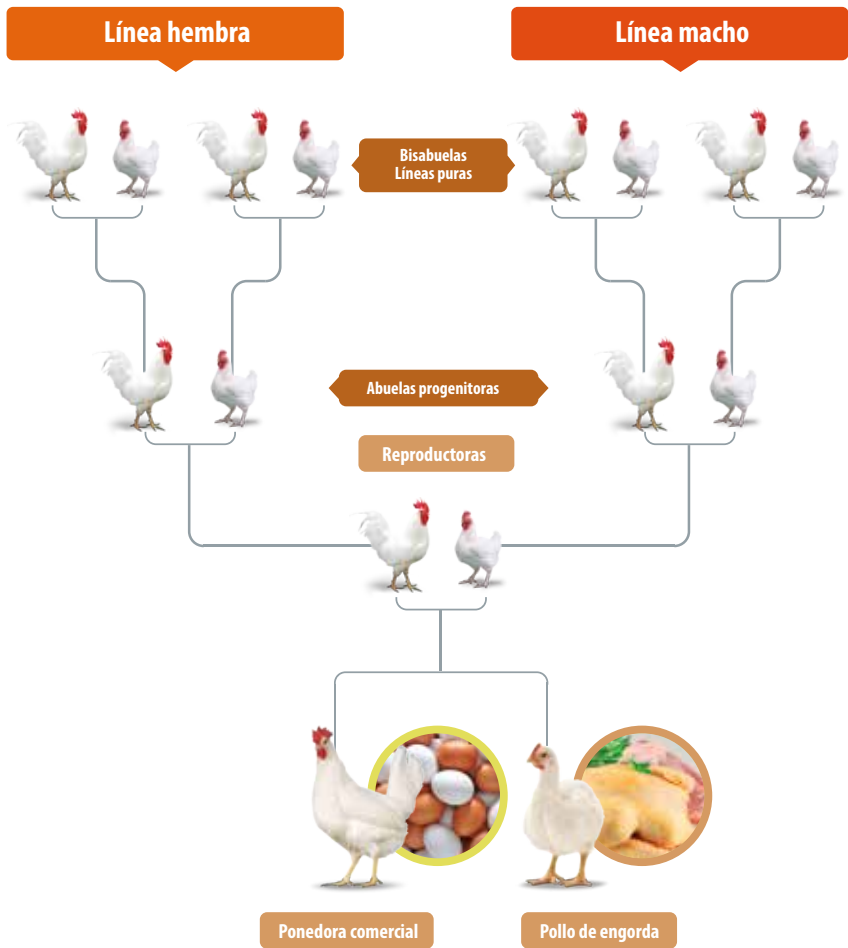 Línea hembra
Línea macho
Bisabuelas
Líneas puras
Abuelas progenitoras
Reproductoras
Ponedora comercial
Pollo de engorda